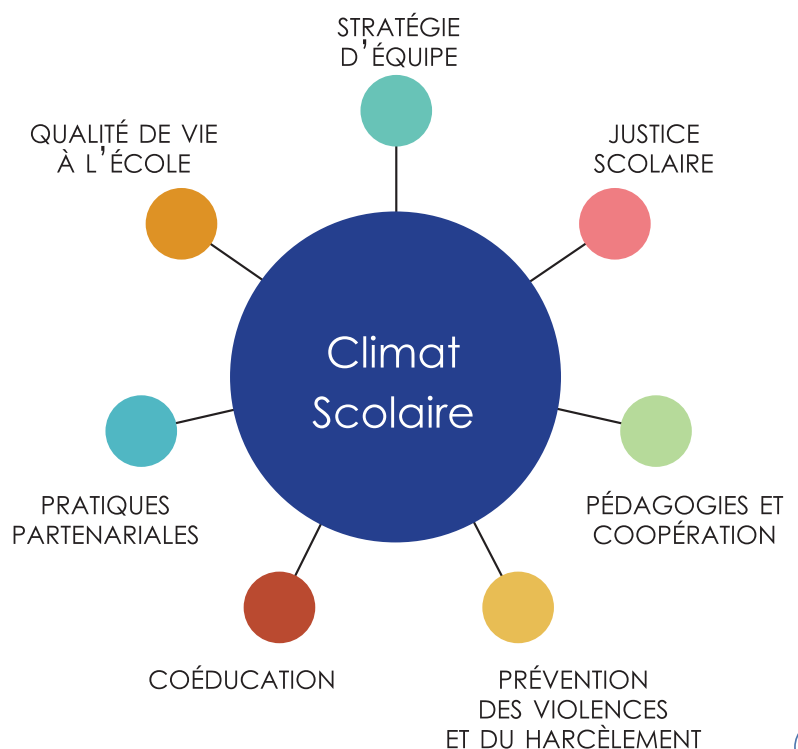 STRATÉGIE
D'ÉQUIPE
QUALITÉ DE VIE
À L'ÉCOLE
JUSTICE
SCOLAIRE
Climat
Scolaire
PRATIQUES
PARTENARIALES
PÉDAGOGIES ET
COOPÉRATION
COÉDUCATION
PRÉVENTION
DES VIOLENCES
ET DU HARCÈLEMENT